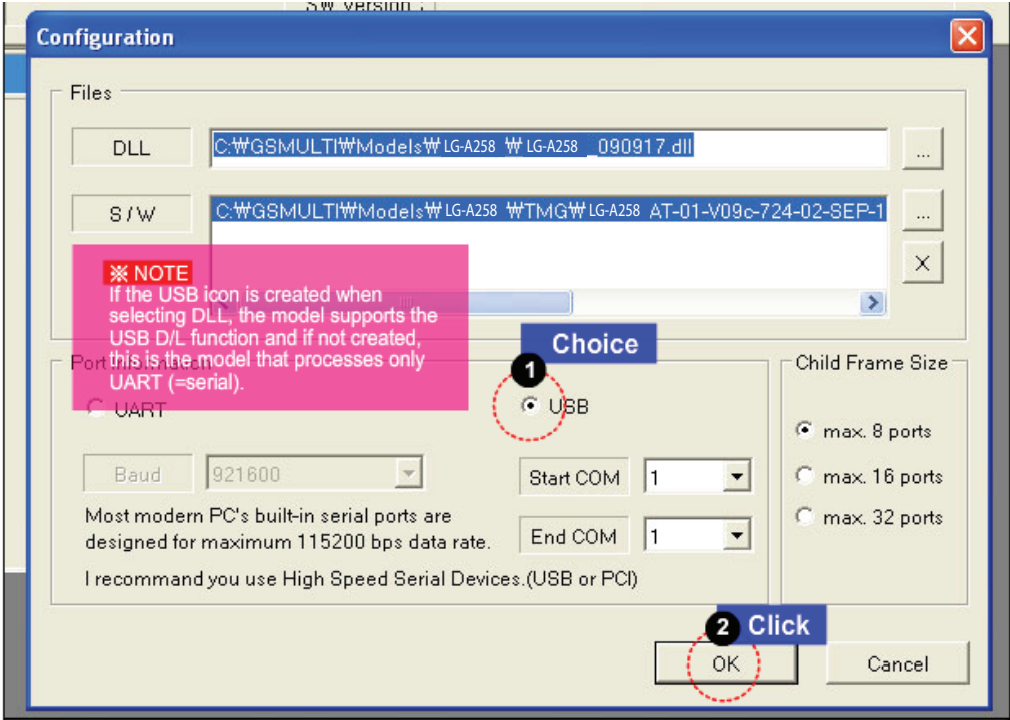 SW Version :
Configuration
Files
DLL
C:₩GSMULTI₩Models₩ LG-A258 ₩ LG-A258 _090917.dll
...
S / W
C:₩GSMULTI₩Models₩ LG-A258 ₩TMG₩ LG-A258 AT-01-V09c-724-02-SEP-1
...
X
※ NOTE
If the USB icon is created when
selecting DLL, the model supports the
USB D/L function and if not created,
this is the model that processes only
UART (=serial).
Choice
1
Port Information
UART
USB
Baud
921600
Start COM
1
End COM
1
Most modern PC's built-in serial ports are
designed for maximum 115200 bps data rate.
I recommand you use High Speed Serial Devices.(USB or PCI)
Child Frame Size
max. 8 ports
max. 16 ports
max. 32 ports
2 Click
OK
Cancel